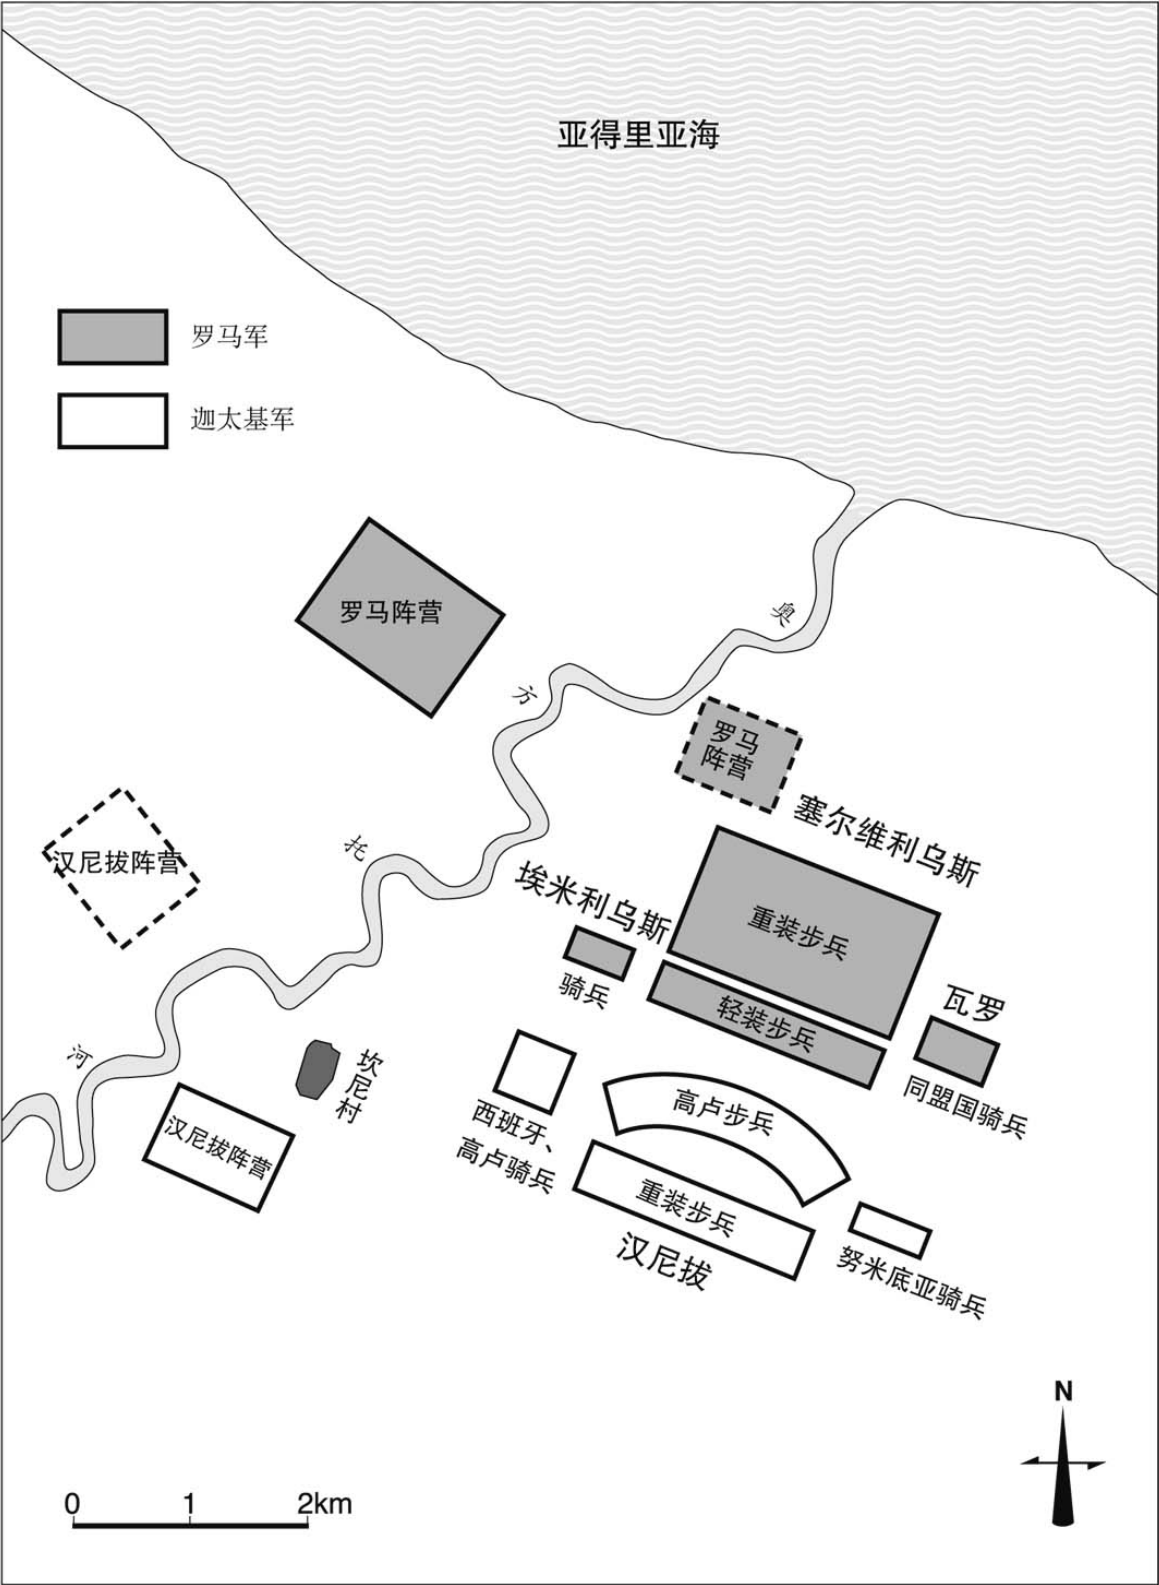 亚得里亚海
罗马军
迦太基军
罗马阵营
奥
方
托
河
罗马
阵营
塞尔维利乌斯
汉尼拔阵营
埃米利乌斯
重装步兵
骑兵
轻装步兵
瓦罗
同盟国骑兵
坎尼村
汉尼拔阵营
西班牙、
高卢骑兵
高卢步兵
重装步兵
汉尼拔
努米底亚骑兵
N
0 1 2km